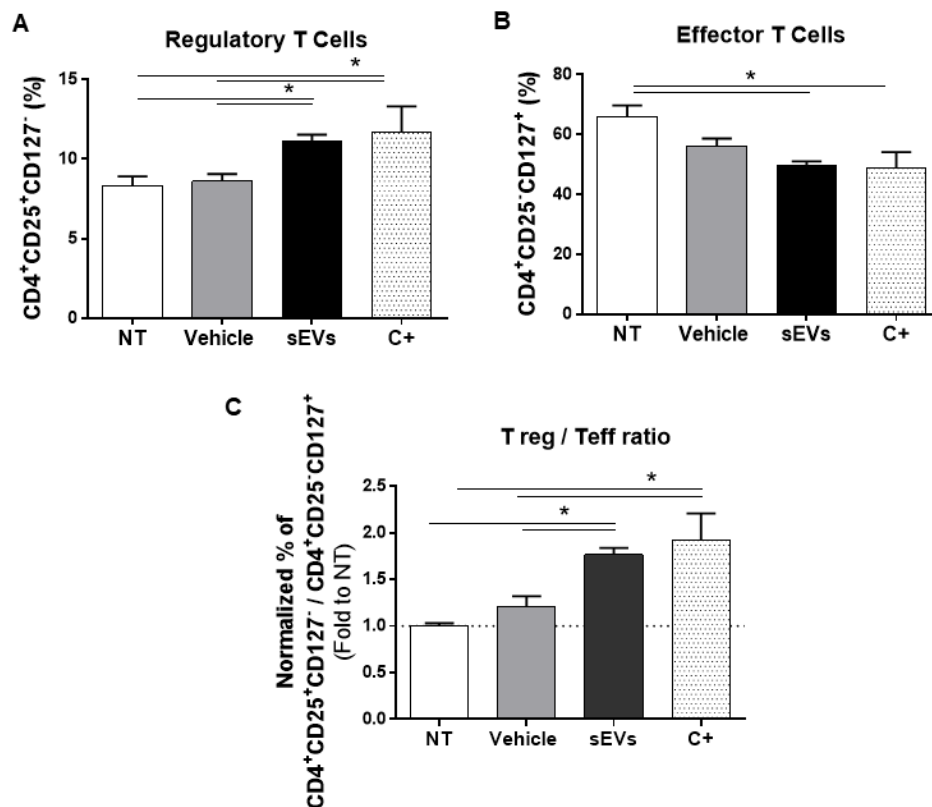 A
Regulatory T Cells
CD4⁺CD25⁺CD127⁻ (%)
15
10
5
0
*
*
NT Vehicle sEVs C+
B
Effector T Cells
CD4⁺CD25⁻CD127⁺ (%)
80
60
40
20
0
*
NT Vehicle sEVs C+
C
T reg / Teff ratio
Normalized % of
CD4⁺CD25⁺CD127⁻ / CD4⁺CD25⁻CD127⁺
(Fold to NT)
2.5
2.0
1.5
1.0
0.5
0.0
*
*
NT Vehicle sEVs C+